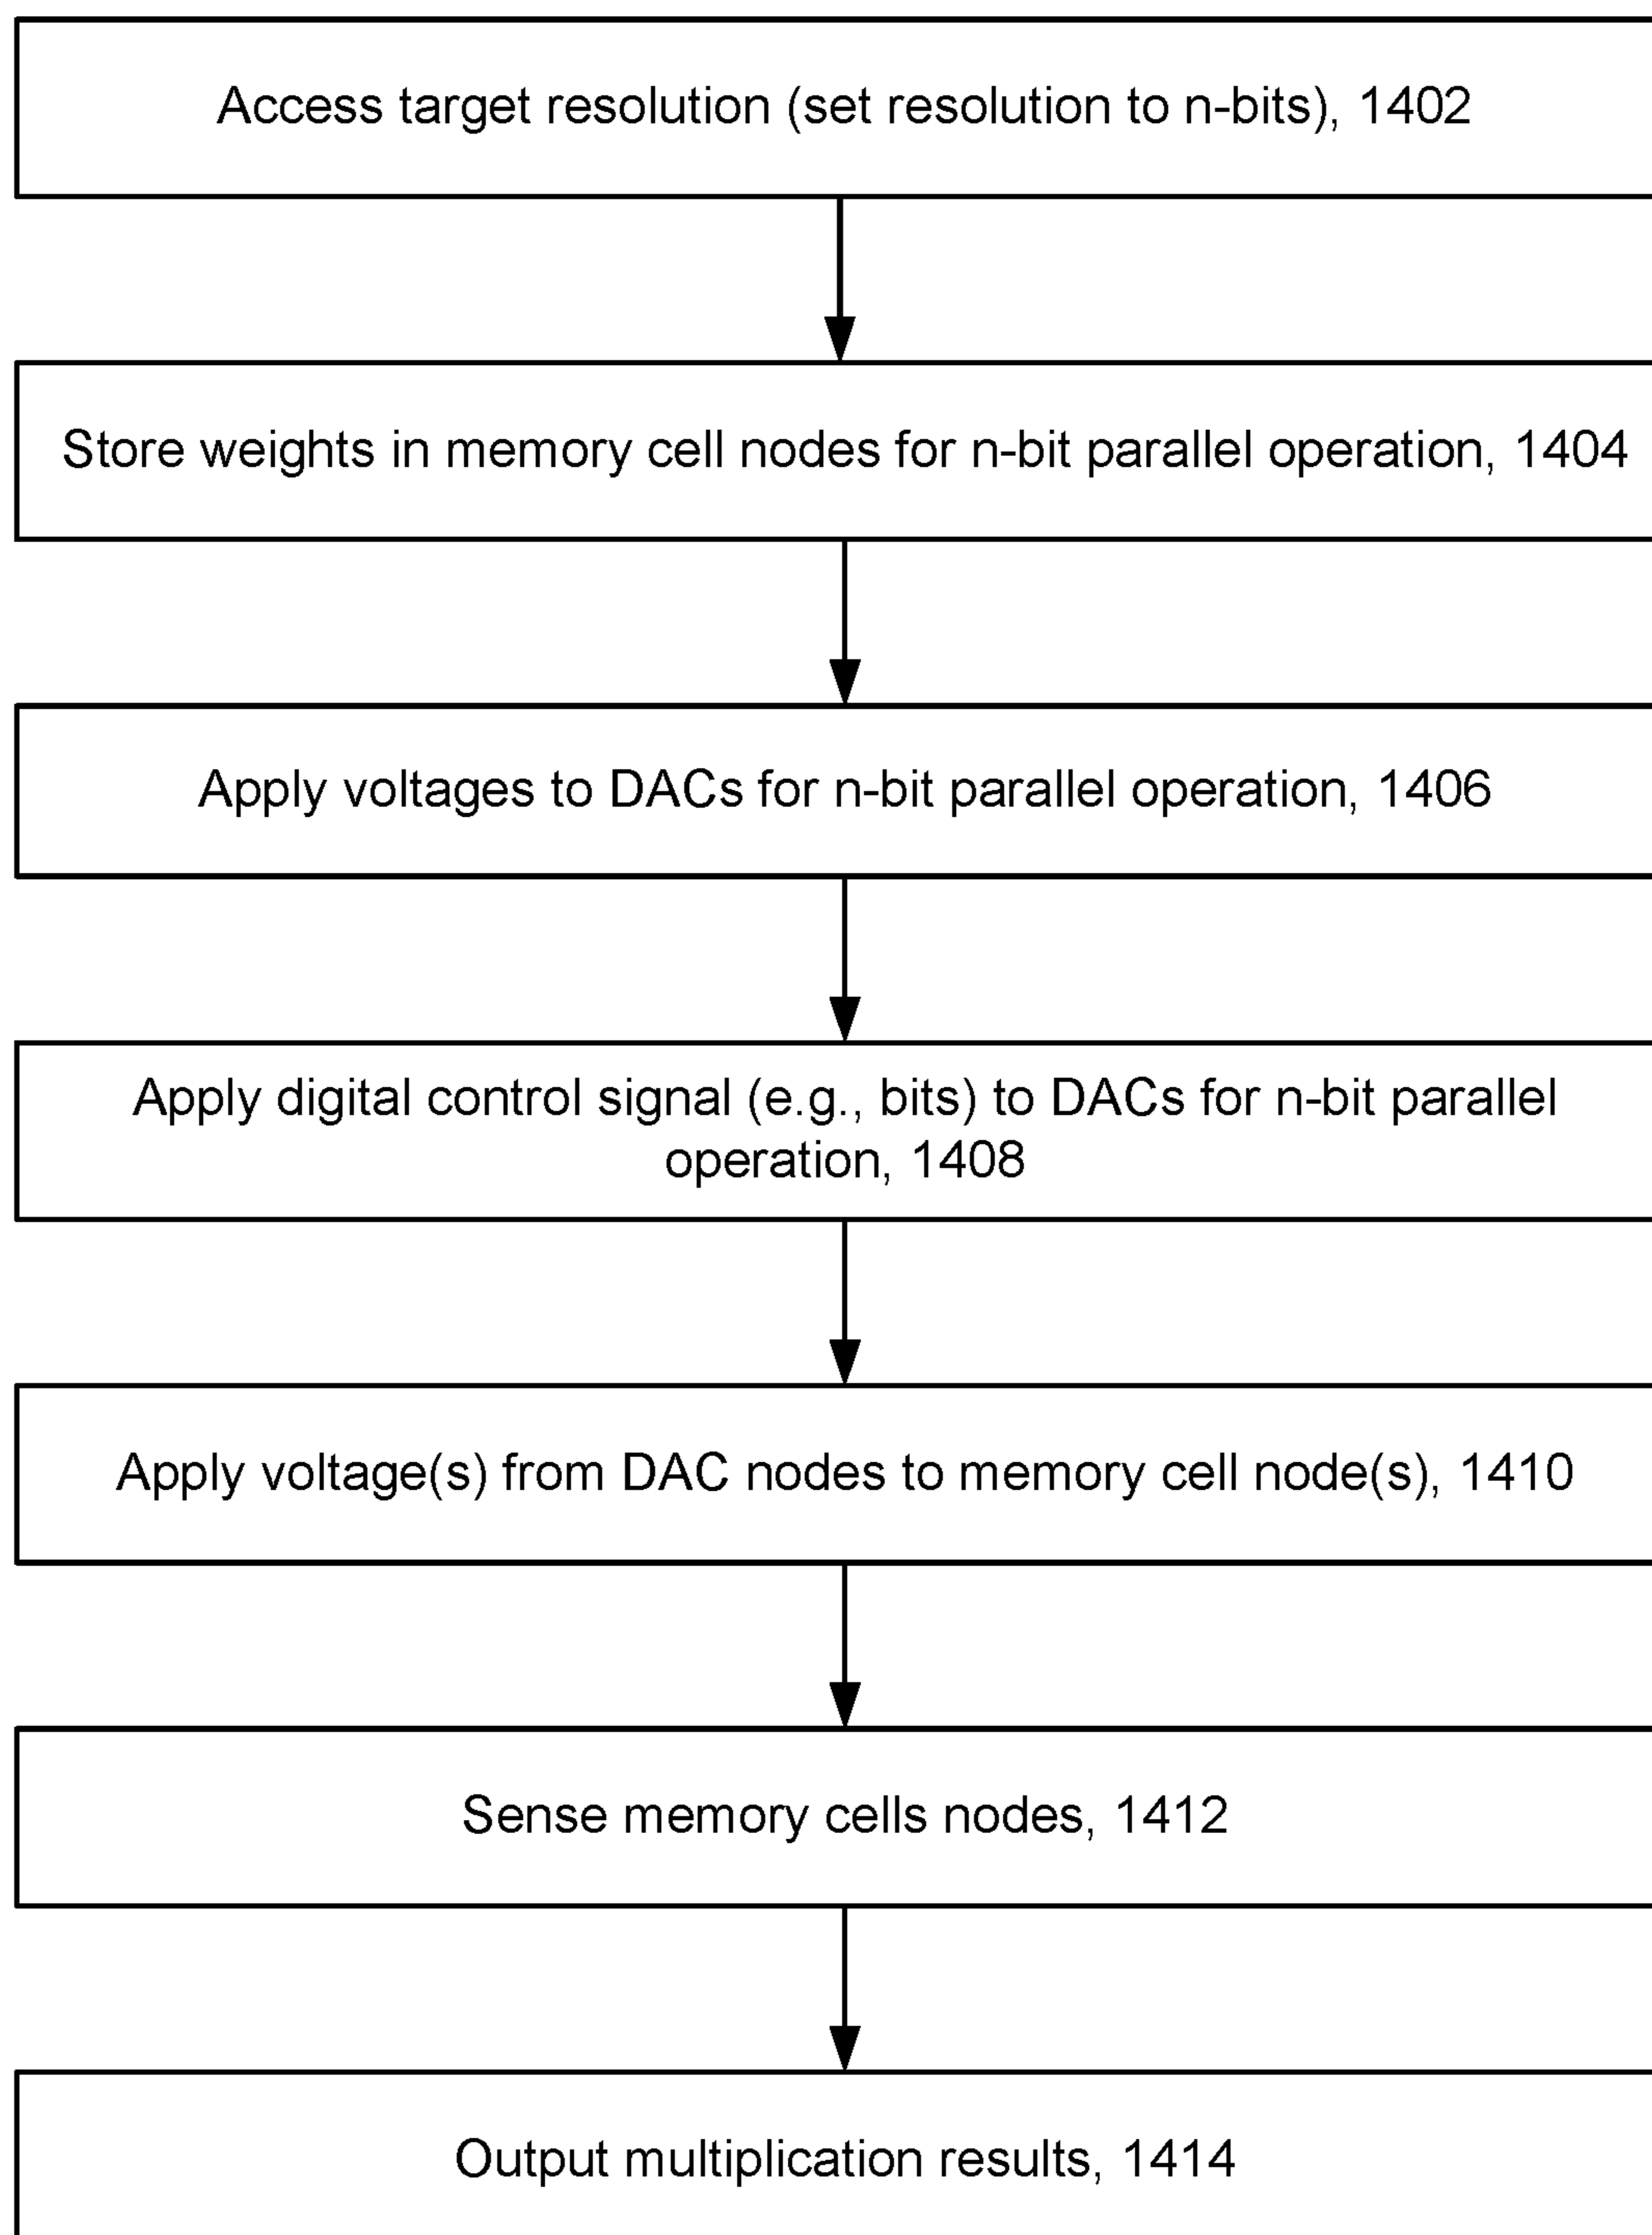 Access target resolution (set resolution to n-bits), 1402
Store weights in memory cell nodes for n-bit parallel operation, 1404
Apply voltages to DACs for n-bit parallel operation, 1406
Apply digital control signal (e.g., bits) to DACs for n-bit parallel
operation, 1408
Apply voltage(s) from DAC nodes to memory cell node(s), 1410
Sense memory cells nodes, 1412
Output multiplication results, 1414